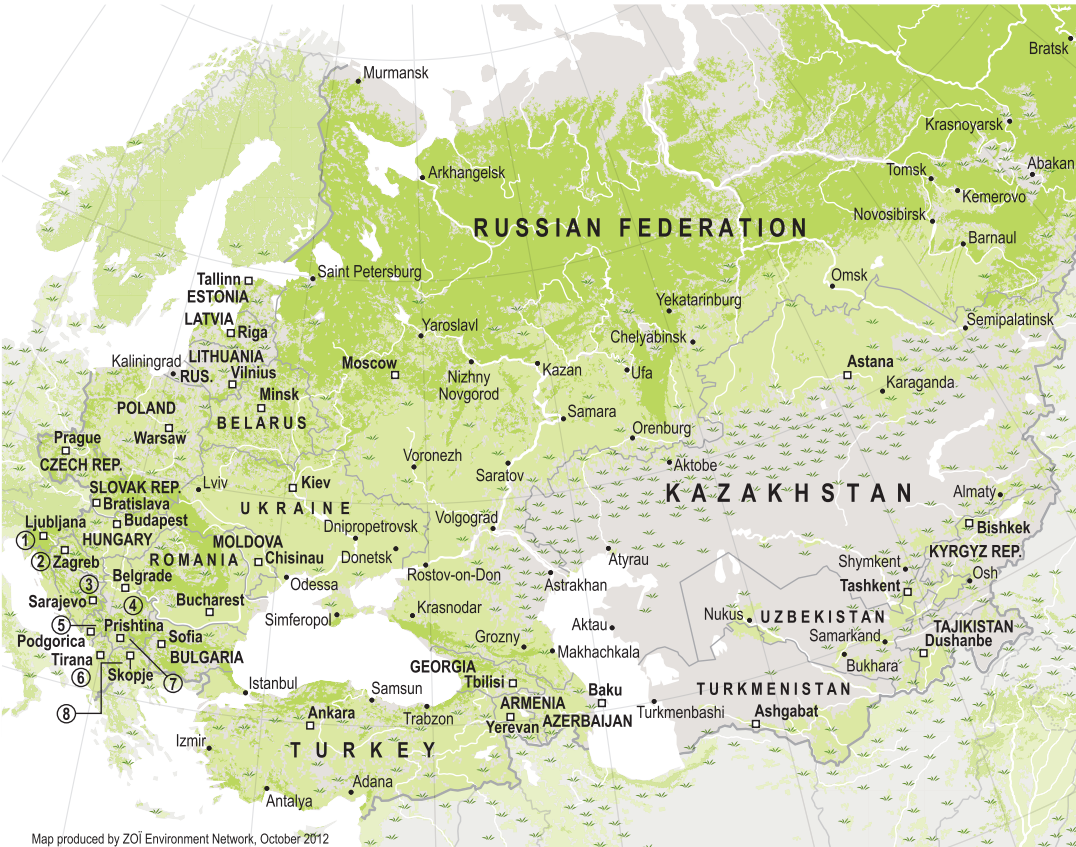 Murmansk
Bratsk
Krasnoyarsk
Arkhangelsk
Tomsk
Abakan
Kemerovo
Novosibirsk
RUSSIAN FEDERATION
Barnaul
Saint Petersburg
Tallinn
ESTONIA
Omsk
Yekatarinburg
LATVIA
Riga
Yaroslavl
Semipalatinsk
Chelyabinsk
Kaliningrad
LITHUANIA
RUS.
Vilnius
Moscow
Nizhny
Novgorod
Kazan
Ufa
Astana
Karaganda
Minsk
POLAND
BELARUS
Samara
Warsaw
Orenburg
Prague
CZECH REP.
Voronezh
Saratov
Aktobe
SLOVAK REP.
Bratislava
Lviv
Kiev
KAZAKHSTAN
Almaty
UKRAINE
Ljubljana
Budapest
Dnipropetrovsk
Volgograd
Bishkek
1
HUNGARY
MOLDOVA
Donetsk
KYRGYZ REP.
2
Zagreb
ROMANIA
Chisinau
Atyrau
Shymkent
Osh
3
Belgrade
Odessa
Rostov-on-Don
Astrakhan
Tashkent
Sarajevo
4
Bucharest
Simferopol
Krasnodar
Nukus
UZBEKISTAN
5
Prishtina
Aktau
TAJIKISTAN
Podgorica
Sofia
Grozny
Samarkand
Dushanbe
Tirana
BULGARIA
Makhachkala
Bukhara
6
Skopje
7
GEORGIA
Tbilisi
Istanbul
Samsun
Baku
TURKMENISTAN
8
Ankara
Trabzon
ARMENIA
Yerevan
AZERBAIJAN
Turkmenbashi
Ashgabat
Izmir
TURKEY
Adana
Antalya
Map produced by ZOÏ Environment Network, October 2012